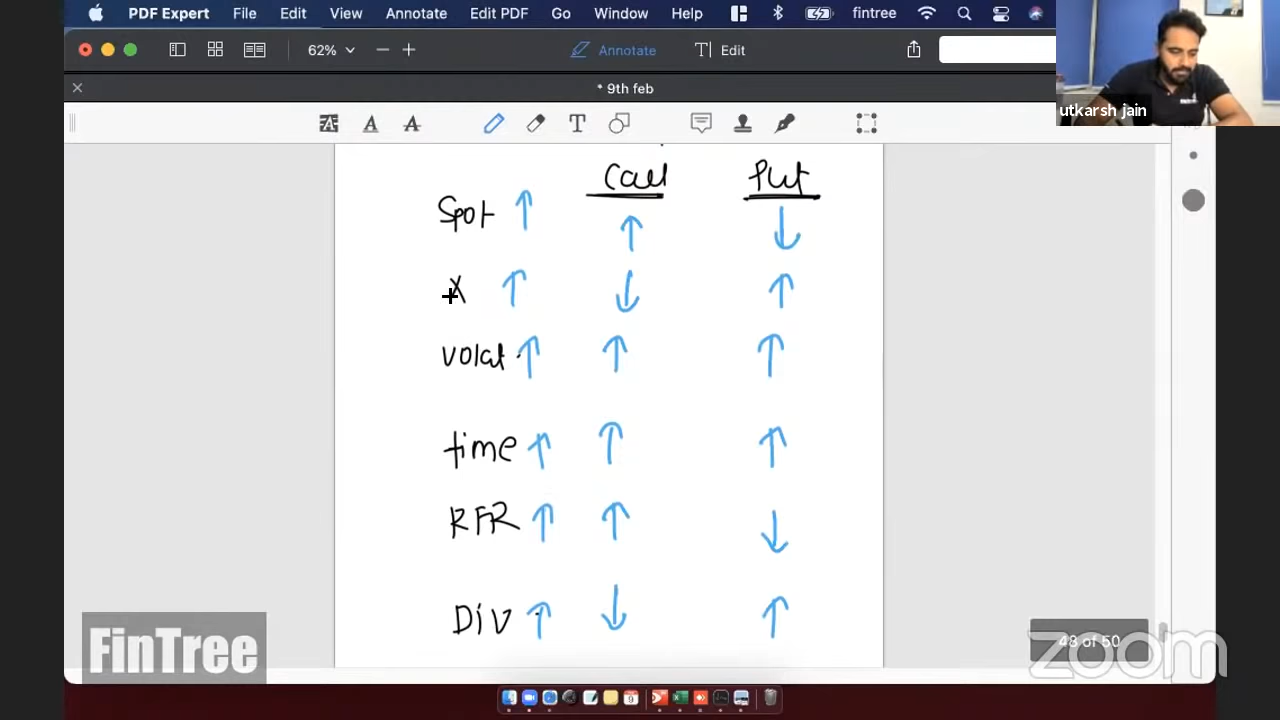 PDF Expert File Edit View Annotate Edit PDF Go Window Help fintree
62% Annotate Edit
* 9th feb
utkarsh jain
Call Put
Spot ↑ ↑ ↓
X ↑ ↓ ↑
volat. ↑ ↑ ↑
time ↑ ↑ ↑
RFR ↑ ↑ ↓
DiV ↑ ↓ ↑
FinTree
48 of 50
zoom